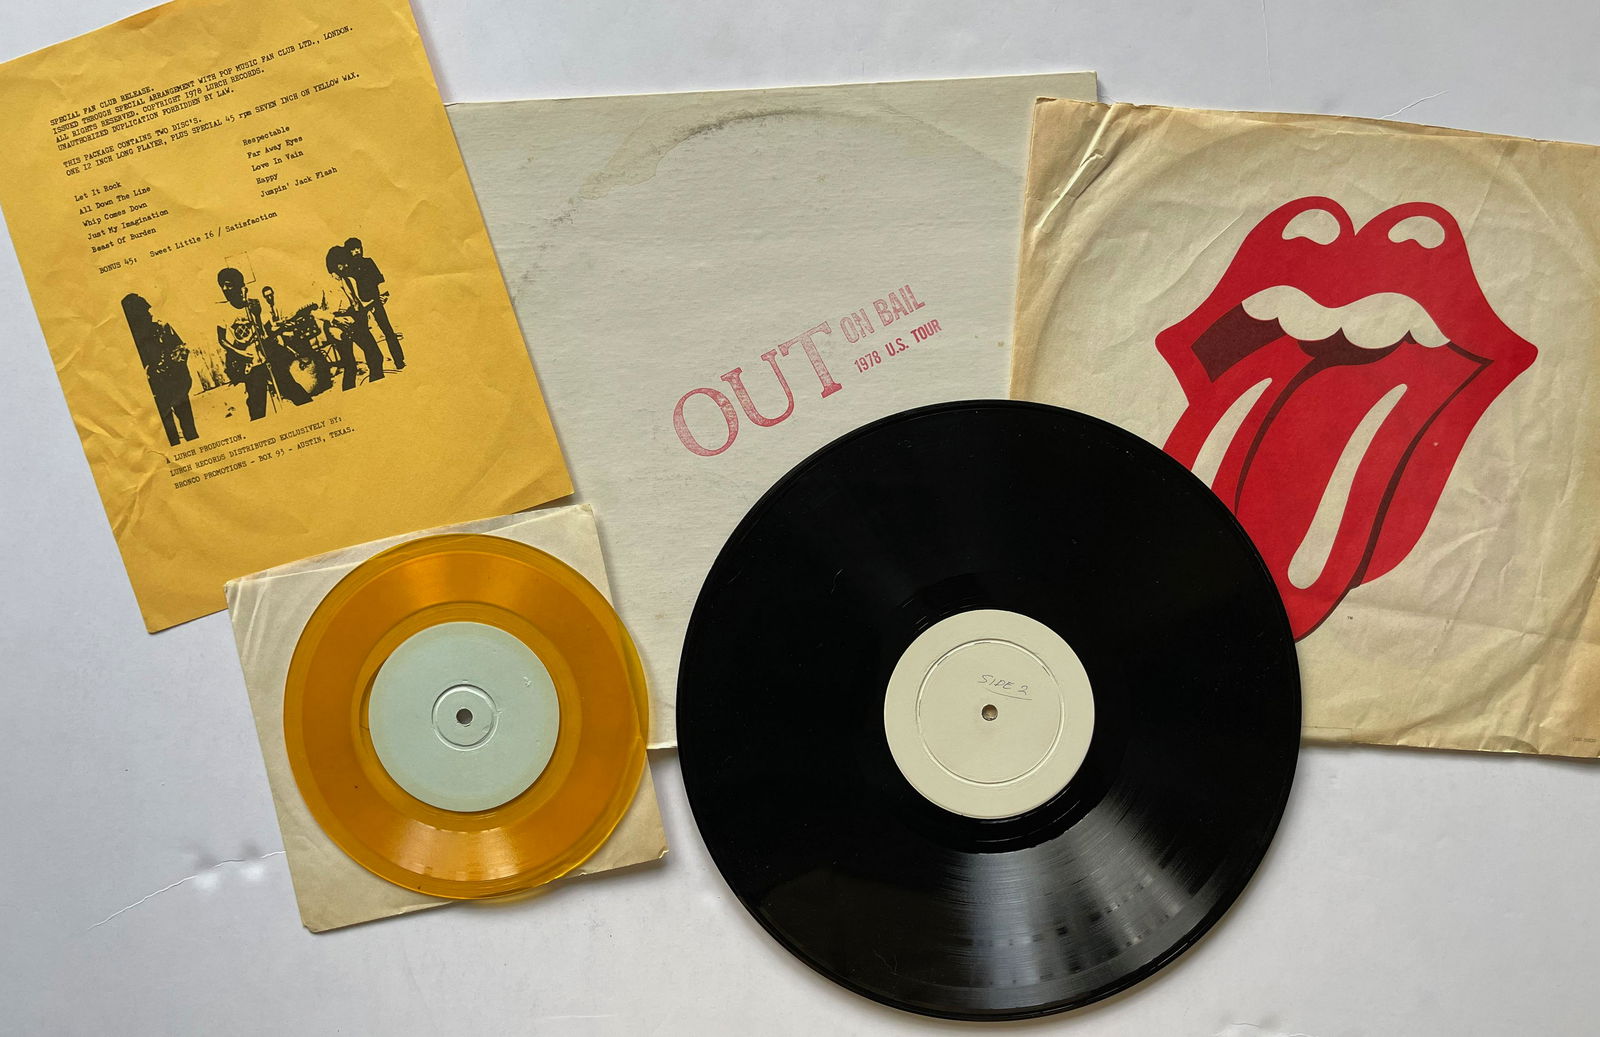 SPECIAL FAN CLUB RELEASE.
ISSUED THROUGH SPECIAL ARRANGEMENT WITH POP MUSIC FAN CLUB LTD., LONDON.
ALL RIGHTS RESERVED. COPYRIGHT 1978 LURCH RECORDS.
UNAUTHORIZED DUPLICATION FORBIDDEN BY LAW.
THIS PACKAGE CONTAINS TWO DISC'S.
ONE 12 INCH LONG PLAYER, PLUS SPECIAL 45 rpm SEVEN INCH ON YELLOW WAX.
Let It Rock
All Down The Line
Whip Comes Down
Just My Imagination
Beast Of Burden
Respectable
Far Away Eyes
Love In Vain
Happy
Jumpin' Jack Flash
BONUS 45: Sweet Little 16 / Satisfaction
A LURCH PRODUCTION.
LURCH RECORDS DISTRIBUTED EXCLUSIVELY BY:
BRONCO PROMOTIONS - BOX 93 - AUSTIN, TEXAS.
OUT ON BAIL
1978 U.S. TOUR
SIDE 2
TM